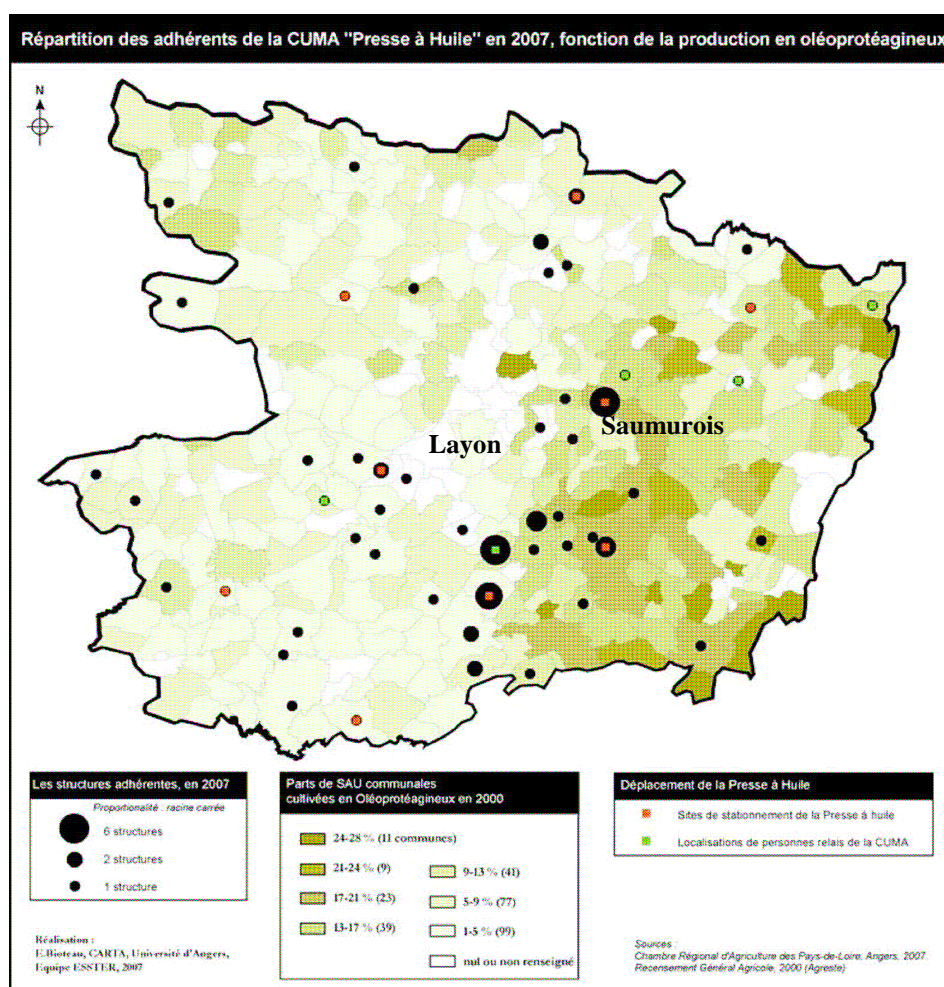 Répartition des adhérents de la CUMA "Presse à Huile" en 2007, fonction de la production en oléoprotéagineux
N
Layon
Saumurois
Les structures adhérentes, en 2007
Proportionalité : racine carrée
6 structures
2 structures
1 structure
Parts de SAU communales
cultivées en Oléoprotéagineux en 2000
24-28 % (11 communes)
21-24 % (9)
17-21 % (23)
13-17 % (39)
9-13 % (41)
5-9 % (77)
1-5 % (99)
nul ou non renseigné
Déplacement de la Presse à Huile
Sites de stationnement de la Presse à huile
Localisations de personnes relais de la CUMA
Réalisation :
E.Bioteau, CARTA, Université d'Angers,
Equipe ESSTER, 2007
Sources :
Chambre Régional d'Agriculture des Pays-de-Loire, Angers, 2007.
Recensement Général Agricole, 2000 (Agreste)